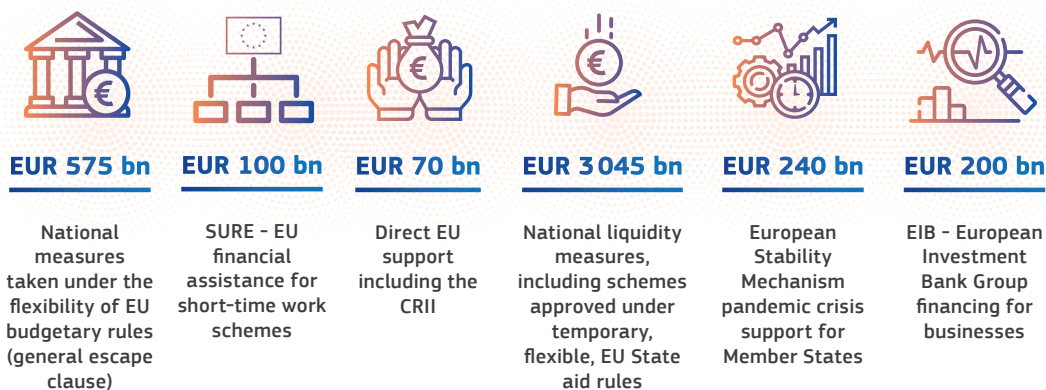 €
€
€
EUR 575 bn
National
measures
taken under the
flexibility of EU
budgetary rules
(general escape
clause)
EUR 100 bn
SURE - EU
financial
assistance for
short-time work
schemes
EUR 70 bn
Direct EU
support
including the
CRII
EUR 3 045 bn
National liquidity
measures,
including schemes
approved under
temporary,
flexible, EU State
aid rules
EUR 240 bn
European
Stability
Mechanism
pandemic crisis
support for
Member States
EUR 200 bn
EIB - European
Investment
Bank Group
financing for
businesses